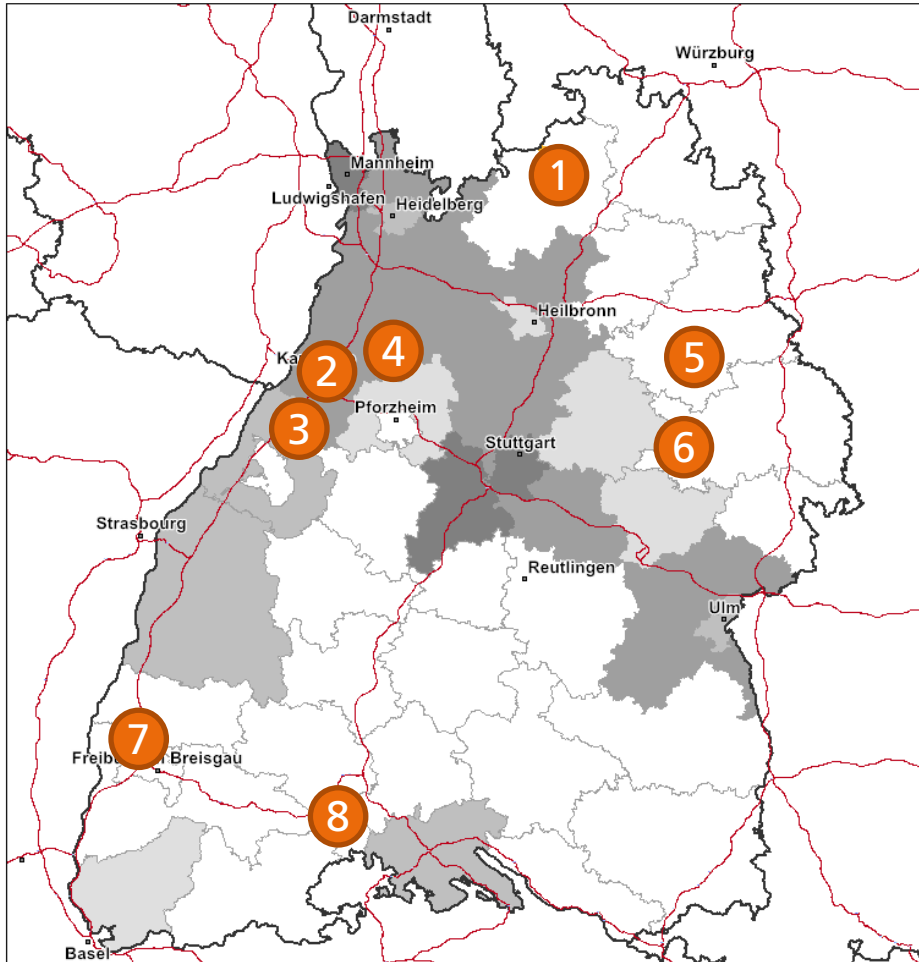 Darmstadt
Würzburg
1
Mannheim
Ludwigshafen
Heidelberg
Heilbronn
Ka
2
4
5
3
Pforzheim
6
Stuttgart
Strasbourg
Reutlingen
Ulm
7
Freibu
Breisgau
8
Basel